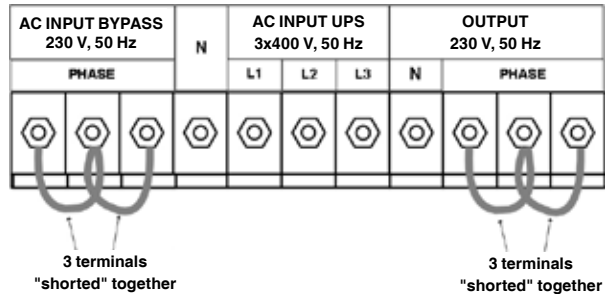 AC INPUT BYPASS
230 V, 50 Hz
N
AC INPUT UPS
3x400 V, 50 Hz
OUTPUT
230 V, 50 Hz
PHASE
L1
L2
L3
N
PHASE
3 terminals
"shorted" together
3 terminals
"shorted" together